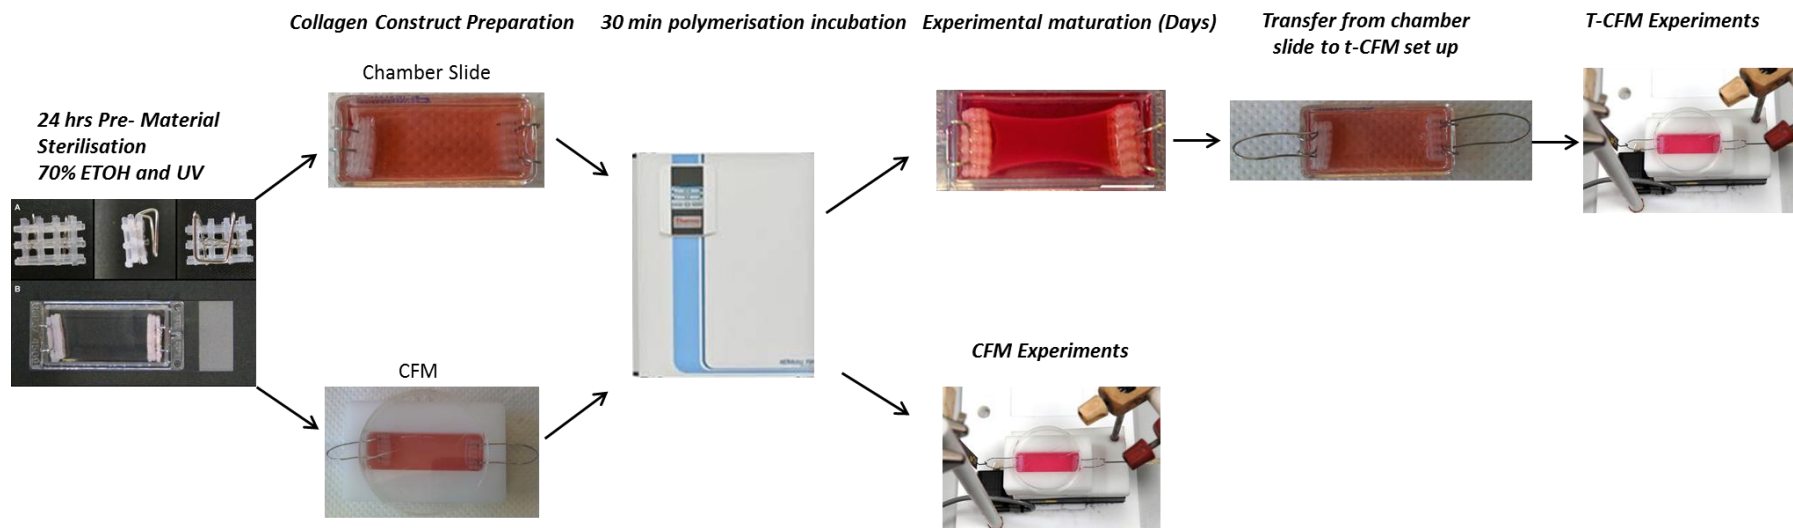 Collagen Construct Preparation
30 min polymerisation incubation
Experimental maturation (Days)
Transfer from chamber
slide to t-CFM set up
T-CFM Experiments
Chamber Slide
24 hrs Pre- Material
Sterilisation
70% ETOH and UV
A
B
CFM
CFM Experiments